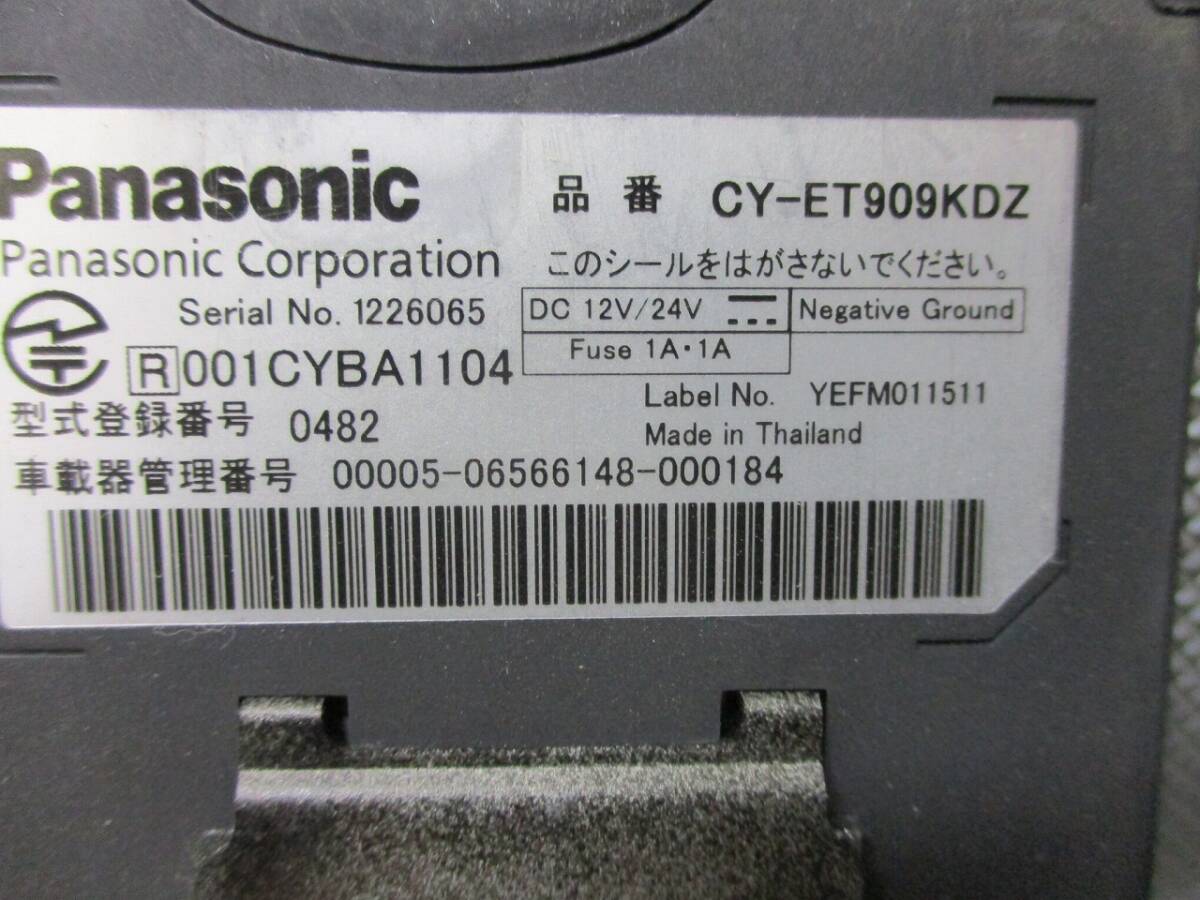 Panasonic
品番 CY-ET909KDZ
Panasonic Corporation
このシールをはがさないでください。
Serial No. 1226065
DC 12V/24V
Negative Ground
Fuse 1A・1A
R 001CYBA1104
Label No. YEFM011511
型式登録番号 0482
Made in Thailand
車載器管理番号 00005-06566148-000184